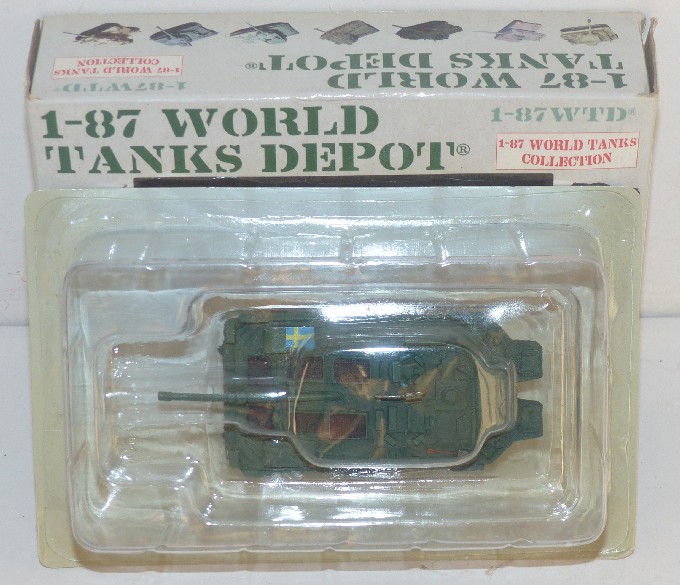 1-87 WORLD
TANKS DEPOT®
1-87 WORLD TANKS
COLLECTION
1-87WTD®
1-87 WORLD
TANKS DEPOT®
1-87WTD®
1-87 WORLD TANKS
COLLECTION